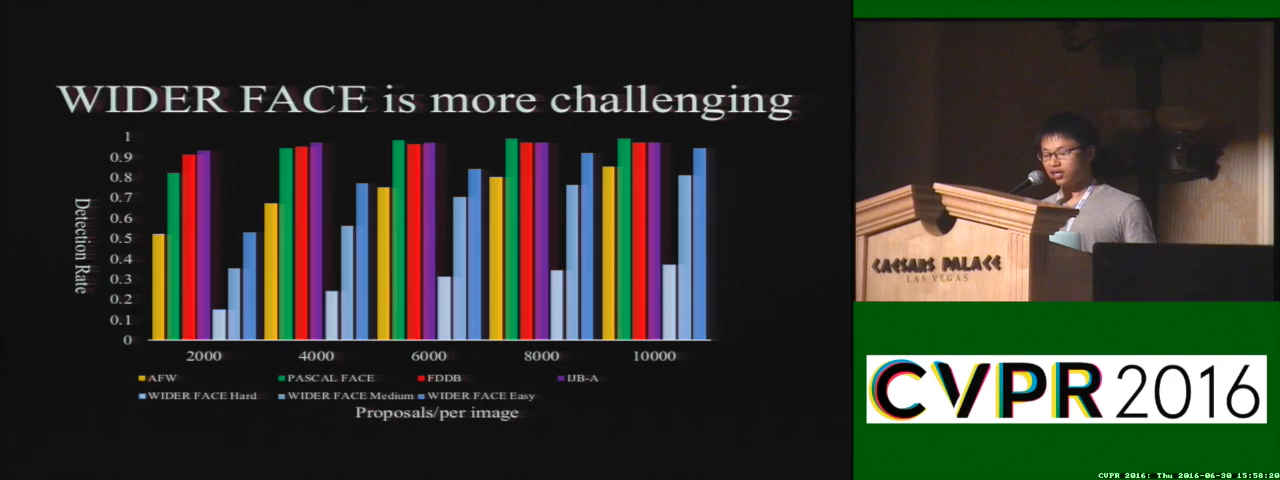 WIDER FACE is more challenging
1
0.9
0.8
0.7
0.6
0.5
0.4
0.3
0.2
0.1
0
Detection Rate
2000 4000 6000 8000 10000
AFW PASCAL FACE FDDB IJB-A
WIDER FACE Hard WIDER FACE Medium WIDER FACE Easy
Proposals/per image
CAESARS PALACE
LAS VEGAS
CVPR 2016
CVPR 2016: Thu 2016-06-30 15:58:20